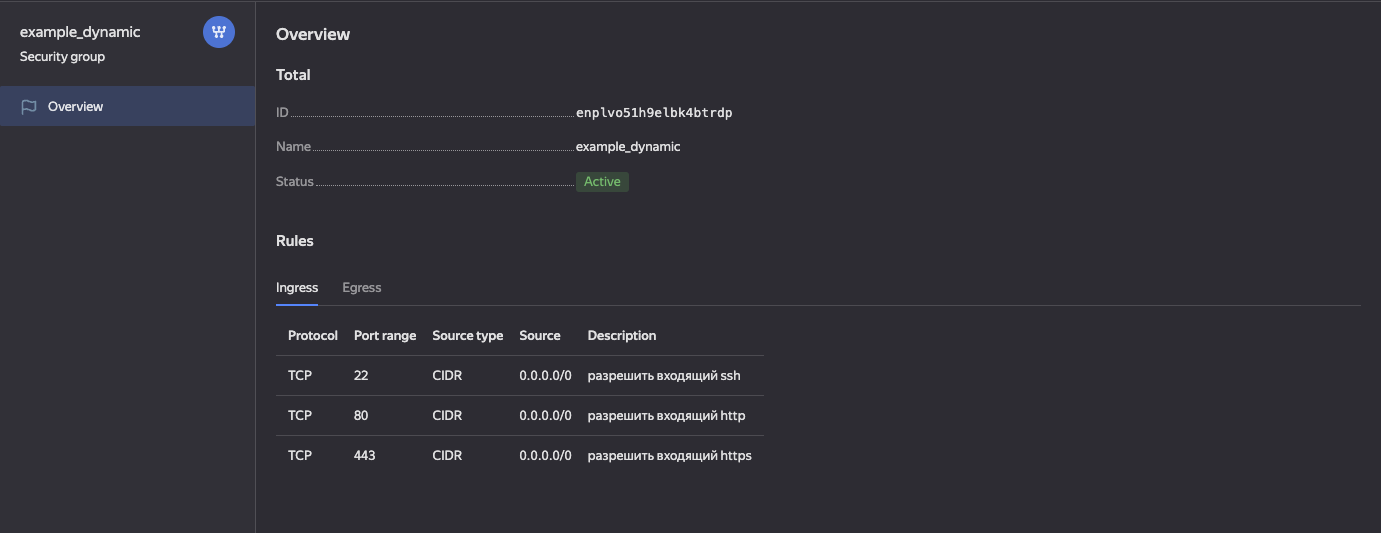 example_dynamic
Security group
Overview
Overview
Total
ID enplvo51h9elbk4btrdp
Name example_dynamic
Status Active
Rules
Ingress Egress
Protocol Port range Source type Source Description
TCP 22 CIDR 0.0.0.0/0 разрешить входящий ssh
TCP 80 CIDR 0.0.0.0/0 разрешить входящий http
TCP 443 CIDR 0.0.0.0/0 разрешить входящий https